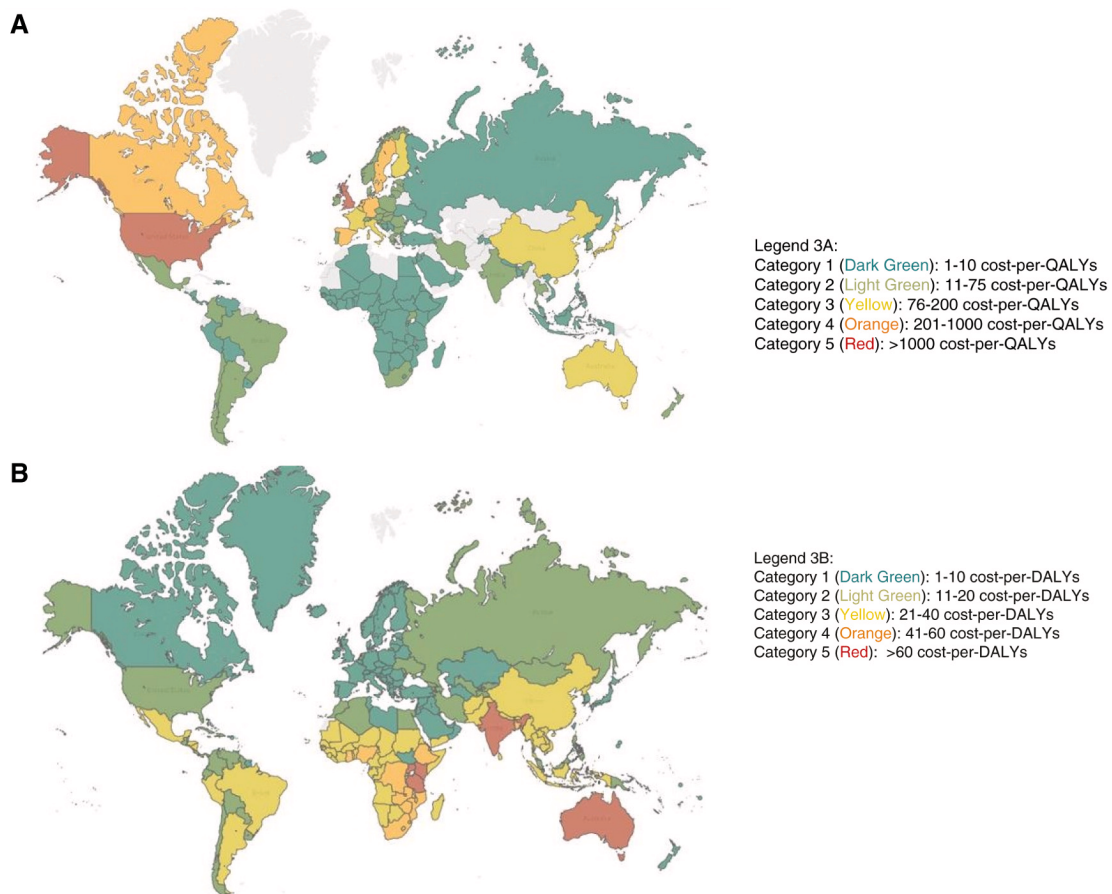 A
Legend 3A:
Category 1 (Dark Green): 1-10 cost-per-QALYs
Category 2 (Light Green): 11-75 cost-per-QALYs
Category 3 (Yellow): 76-200 cost-per-QALYs
Category 4 (Orange): 201-1000 cost-per-QALYs
Category 5 (Red): >1000 cost-per-QALYs
B
Legend 3B:
Category 1 (Dark Green): 1-10 cost-per-DALYs
Category 2 (Light Green): 11-20 cost-per-DALYs
Category 3 (Yellow): 21-40 cost-per-DALYs
Category 4 (Orange): 41-60 cost-per-DALYs
Category 5 (Red): >60 cost-per-DALYs